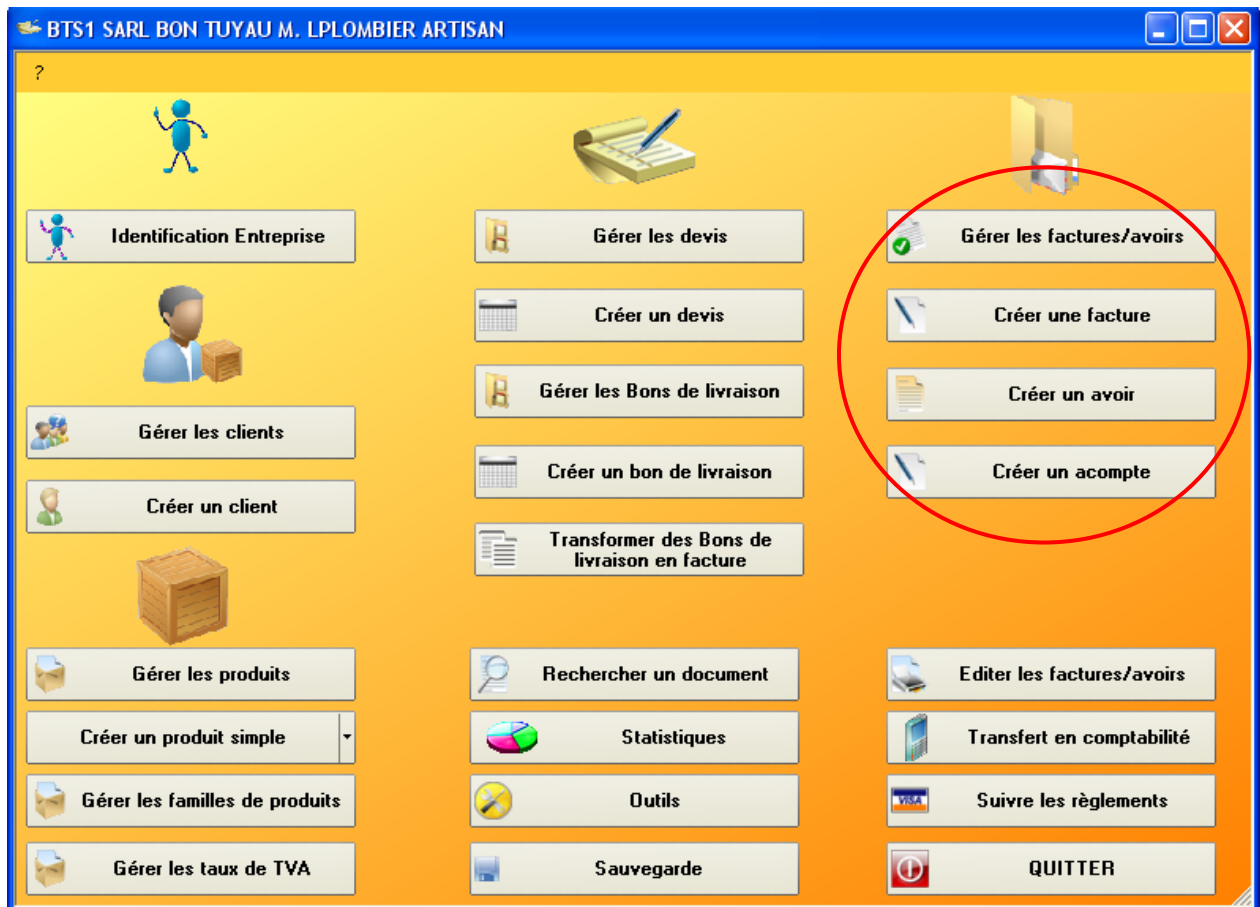 BTS1 SARL BON TUYAU M. LPLOMBIER ARTISAN
?
Identification Entreprise
Gérer les clients
Créer un client
Gérer les produits
Créer un produit simple
Gérer les familles de produits
Gérer les taux de TVA
Gérer les devis
Créer un devis
Gérer les Bons de livraison
Créer un bon de livraison
Transformer des Bons de
livraison en facture
Rechercher un document
Statistiques
Outils
Sauvegarde
Gérer les factures/avoirs
Créer une facture
Créer un avoir
Créer un acompte
Editer les factures/avoirs
Transfert en comptabilité
VISA
Suivre les règlements
QUITTER